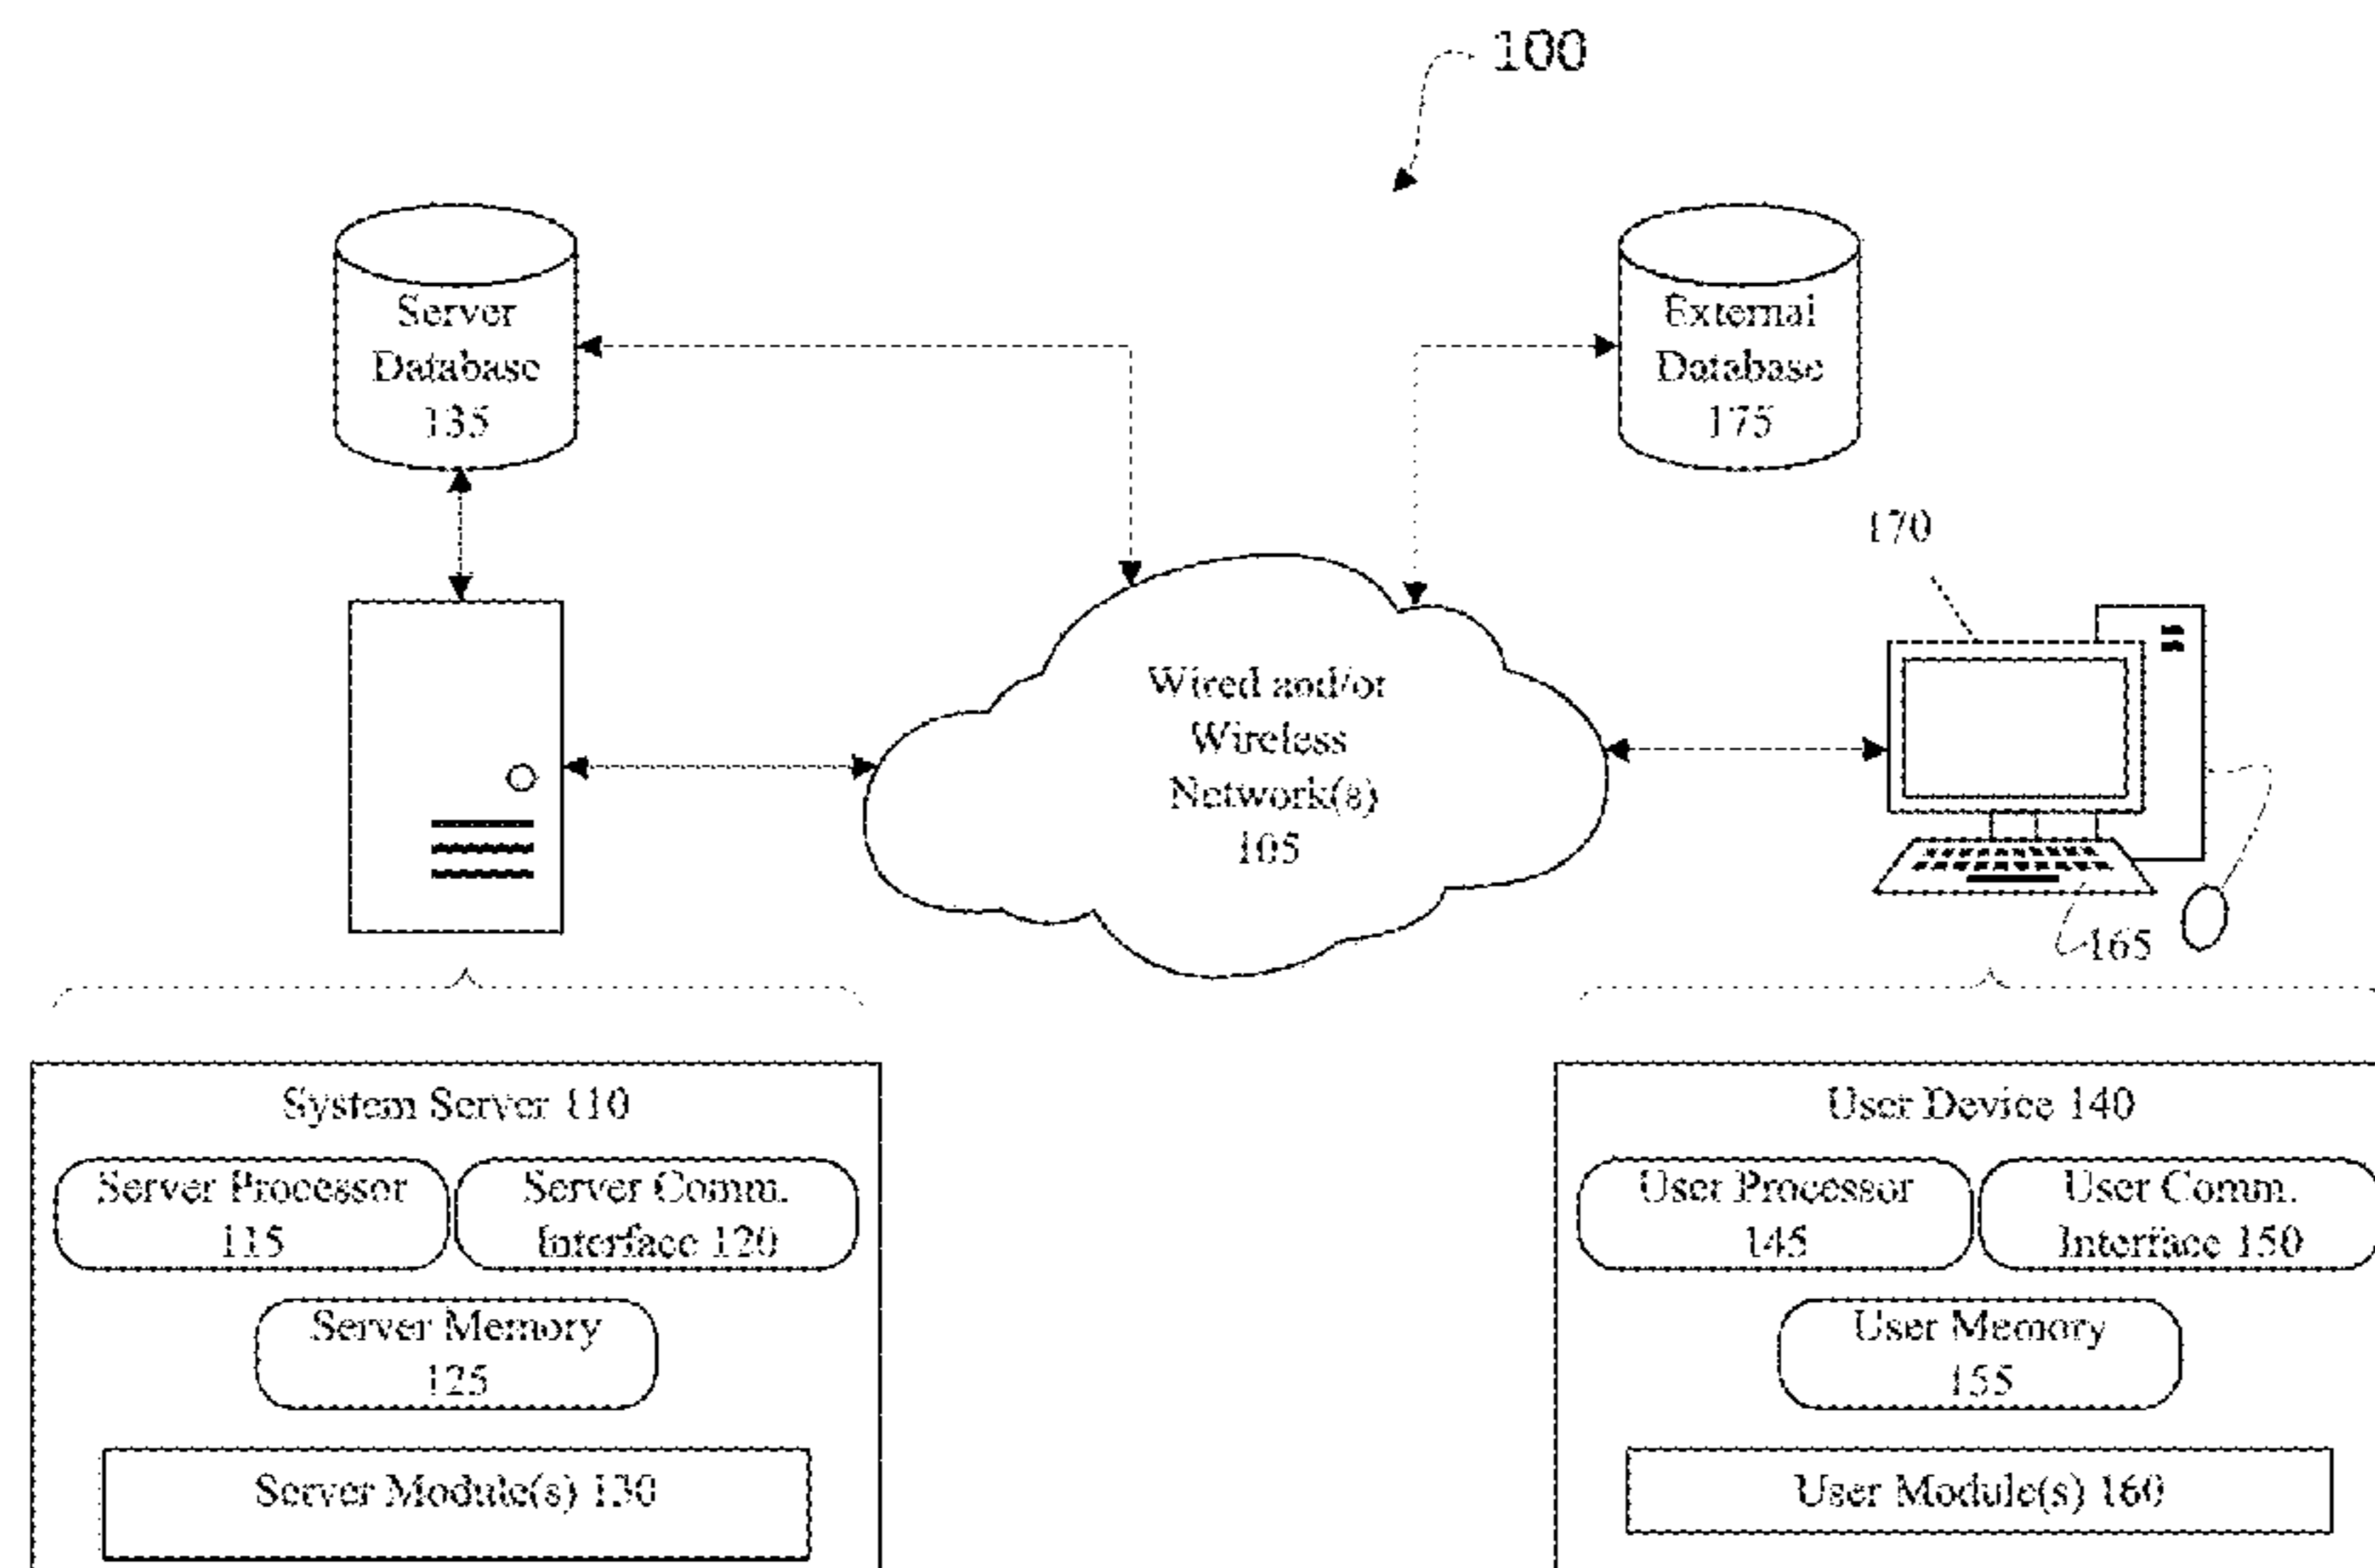 100
Server
Database
135
External
Database
175
170
Wired and/or
Wireless
Network(s)
105
165
System Server 110
Server Processor
115
Server Comm.
Interface 120
Server Memory
125
Server Module(s) 130
User Device 140
User Processor
145
User Comm.
Interface 150
User Memory
155
User Module(s) 160